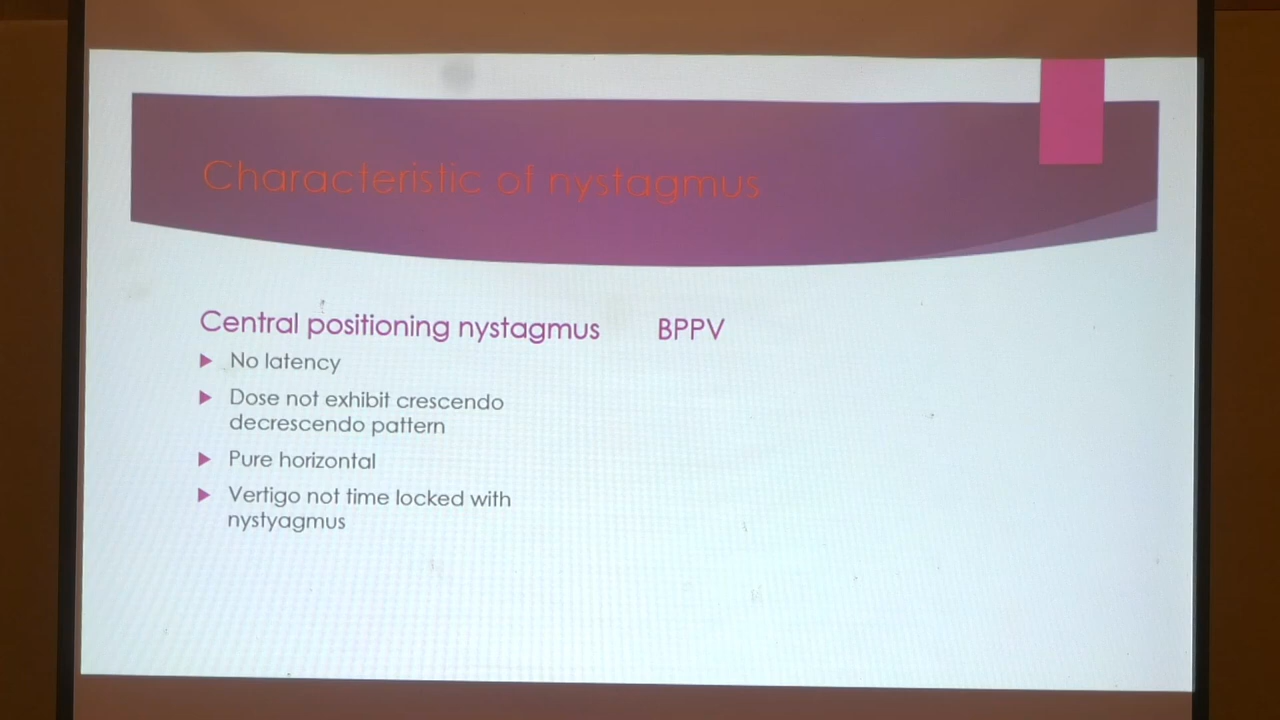 Characteristic of nystagmus
Central positioning nystagmus BPPV
No latency
Dose not exhibit crescendo
decrescendo pattern
Pure horizontal
Vertigo not time locked with
nystyagmus